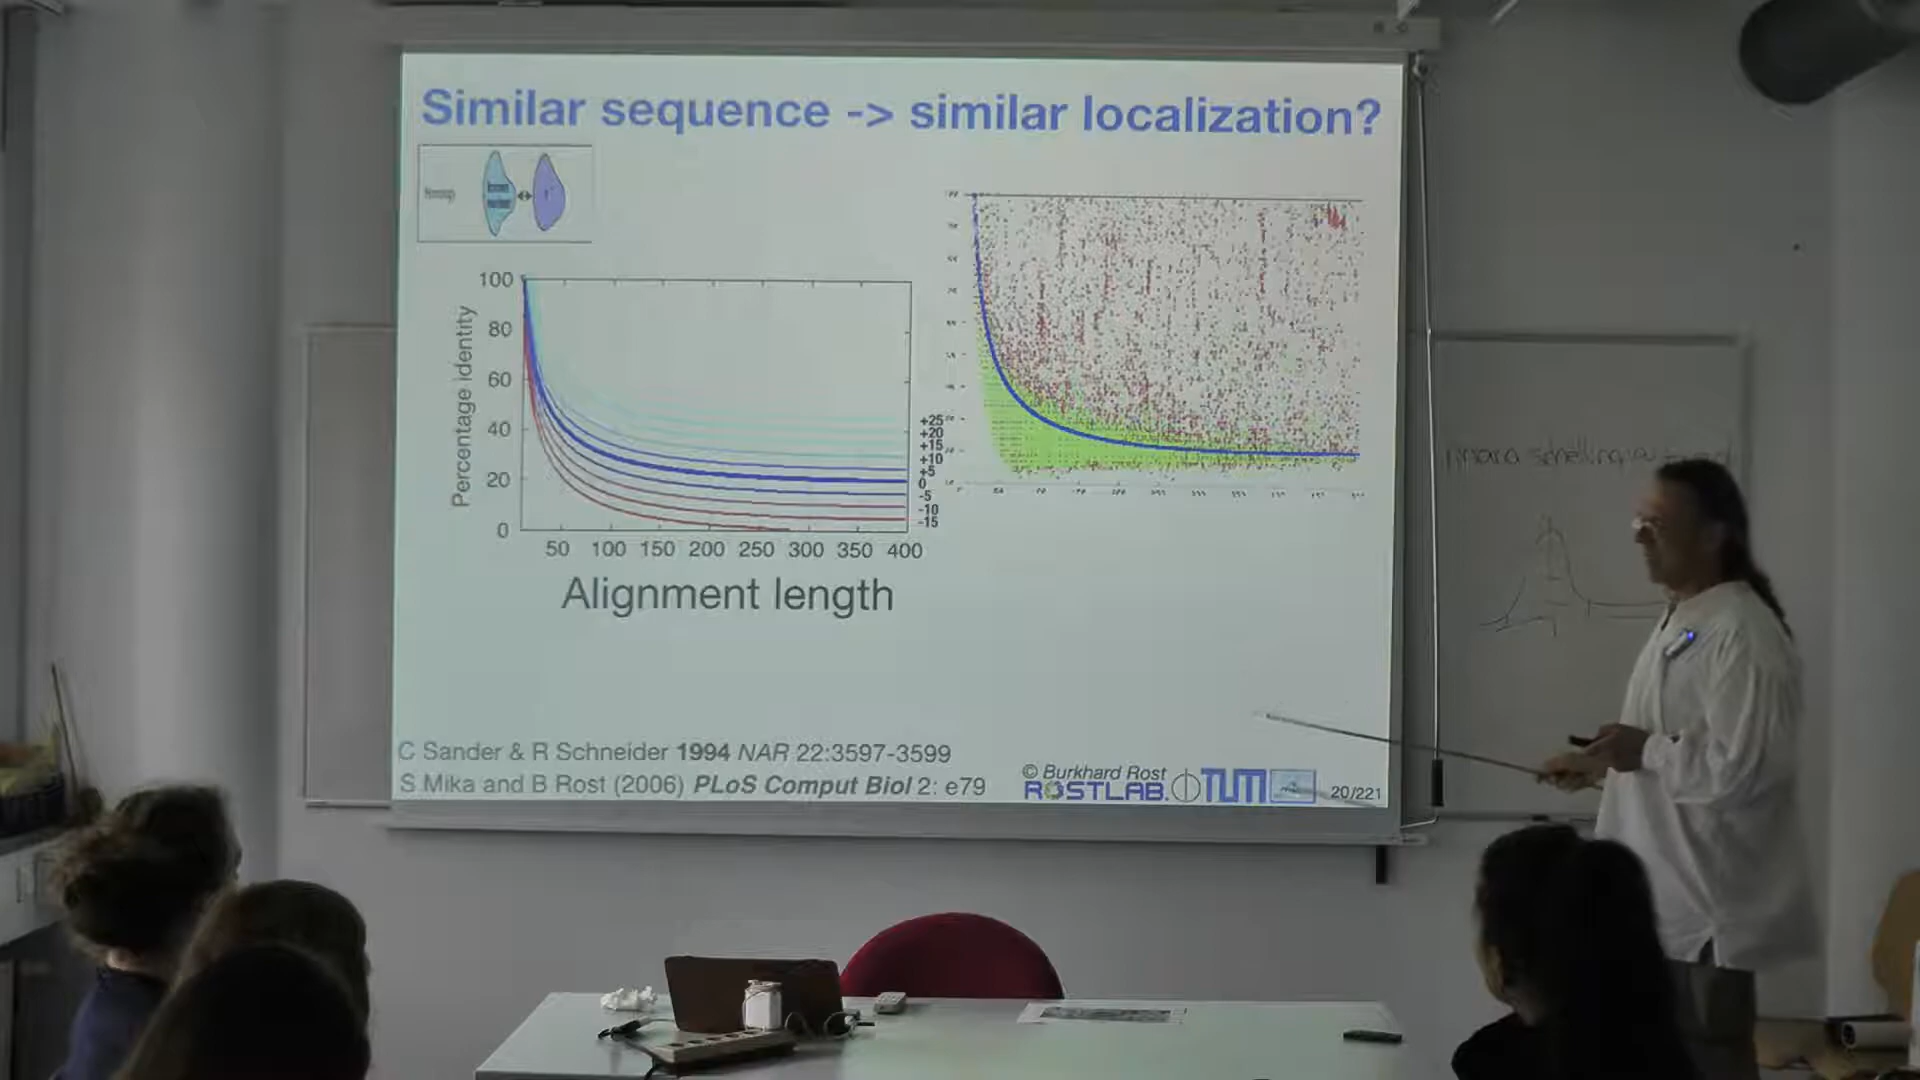 Similar sequence -> similar localization?
100
80
60
40
20
0
Percentage identity
50 100 150 200 250 300 350 400
Alignment length
+25
+20
+15
+10
+5
0
-5
-10
-15
C Sander & R Schneider 1994 NAR 22:3597-3599
S Mika and B Rost (2006) PLoS Comput Biol 2: e79
© Burkhard Rost
ROSTLAB. TUM
20/221